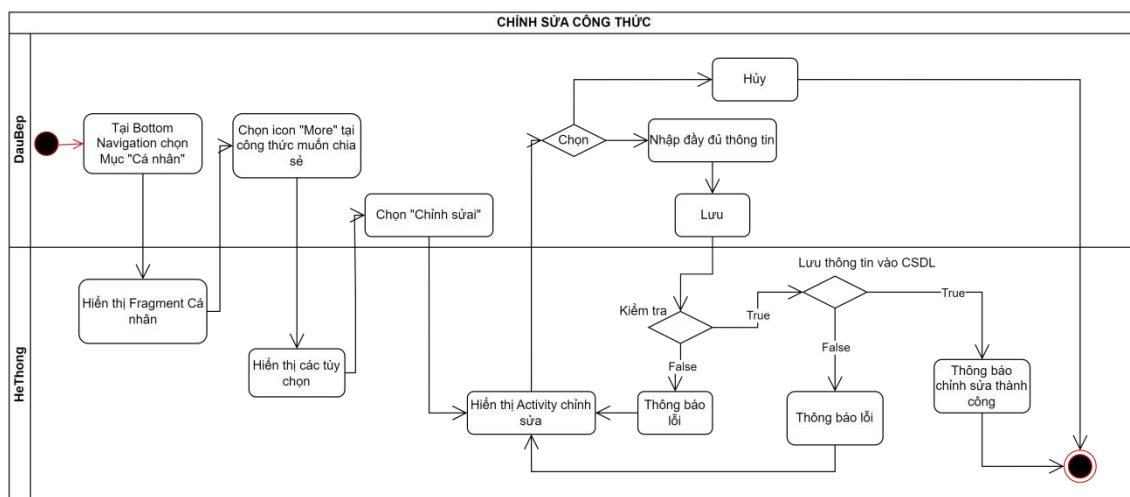 CHỈNH SỬA CÔNG THỨC
DauBep
Tại Bottom
Navigation chọn
Mục "Cá nhân"
Chọn icon "More" tại
công thức muốn chia
sẻ
Chọn "Chỉnh sửai"
Chọn
Hủy
Nhập đầy đủ thông tin
Lưu
HeThong
Hiển thị Fragment Cá
nhân
Hiển thị các tùy
chọn
Hiển thị Activity chỉnh
sửa
Kiểm tra
True
False
Thông báo
lỗi
Lưu thông tin vào CSDL
True
False
Thông báo lỗi
Thông báo
chỉnh sửa thành
công